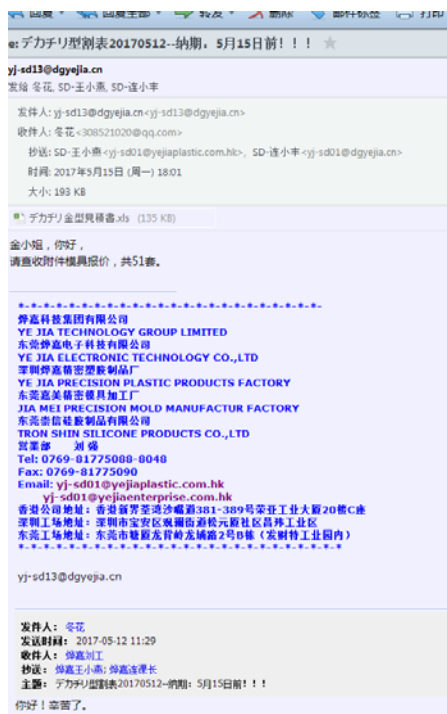 回复 回复全部 转发 删除 邮件标签 打印
e:デカチリ型割表20170512--纳期：5月15日前！！！
yj-sd13@dgyejia.cn
发给 冬花, SD-王小燕, SD-连小丰
发件人: yj-sd13@dgyejia.cn<yj-sd13@dgyejia.cn>
收件人: 冬花<308521020@qq.com>
抄送: SD-王小燕<yj-sd01@yejiaplastic.com.hk>, SD-连小丰<yj-sd01@dgyejia.cn>
时间: 2017年5月15日 (周一) 18:01
大小: 193 KB
デカチリ金型見積書.xls (135 KB)
金小姐，你好，
请查收附件模具报价，共51套。
*-*-*-*-*-*-*-*-*-*-*-*-*-*-*-*-*-*-*-*-*-*-*-
烨嘉科技集团有限公司
YE JIA TECHNOLOGY GROUP LIMITED
东莞烨嘉电子科技有限公司
YE JIA ELECTRONIC TECHNOLOGY CO.,LTD
深圳烨嘉精密塑胶制品厂
YE JIA PRECISION PLASTIC PRODUCTS FACTORY
东莞嘉美精密模具加工厂
JIA MEI PRECISION MOLD MANUFACTUR FACTORY
东莞崇信硅胶制品有限公司
TRON SHIN SILICONE PRODUCTS CO.,LTD
营业部 刘 强
Tel: 0769-81775088-8048
Fax: 0769-81775090
Email: yj-sd01@yejiaplastic.com.hk
yj-sd01@yejiaenterprise.com.hk
香港公司地址：香港新界荃湾沙嘴道381-389号荣亚工业大厦20楼C座
深圳工场地址：深圳市宝安区观澜街道松元厦社区昌玮工业区
东莞工场地址：东莞市塘厦龙背岭龙埔路2号B栋（发财特工业园内）
*-*-*-*-*-*-*-*-*-*-*-*-*-*-*-*-*-*-*-*-*-*-*-*-*
yj-sd13@dgyejia.cn
发件人： 冬花
发送时间： 2017-05-12 11:29
收件人： 烨嘉刘工
抄送： 烨嘉王小燕; 烨嘉连课长
主题： デカチリ型割表20170512--纳期：5月15日前！！！
你好！辛苦了。